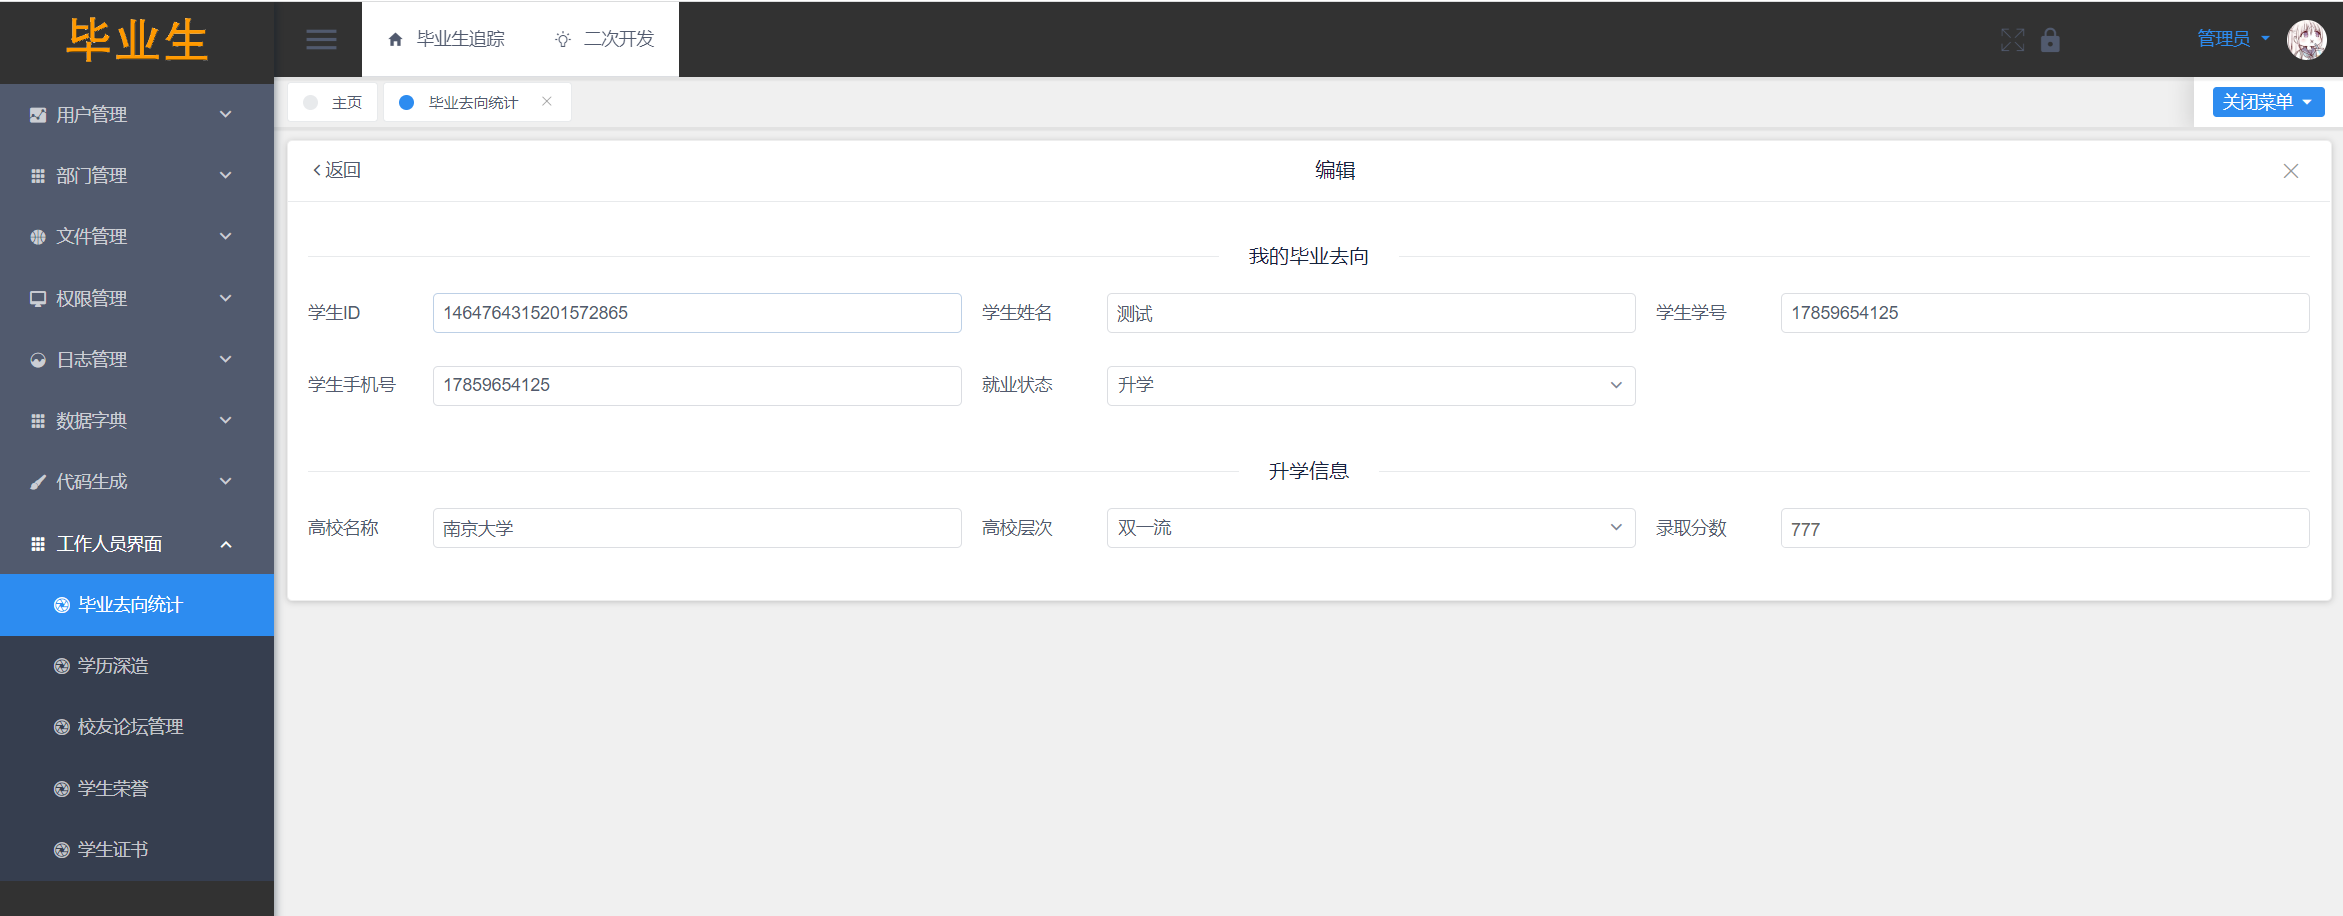 毕业生
毕业生追踪
二次开发
管理员
用户管理
部门管理
文件管理
权限管理
日志管理
数据字典
代码生成
工作人员界面
毕业去向统计
学历深造
校友论坛管理
学生荣誉
学生证书
主页
毕业去向统计
关闭菜单
返回
编辑
我的毕业去向
学生ID 1464764315201572865 学生姓名 测试 学生学号 17859654125
学生手机号 17859654125 就业状态 升学
升学信息
高校名称 南京大学 高校层次 双一流 录取分数 777